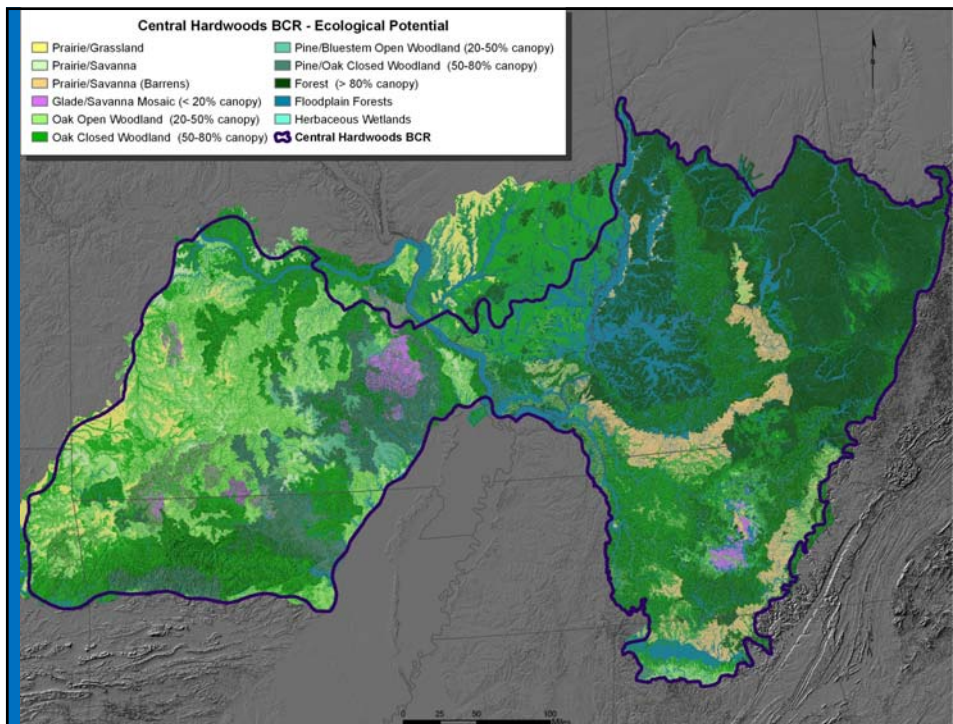 Central Hardwoods BCR - Ecological Potential
Prairie/Grassland
Prairie/Savanna
Prairie/Savanna (Barrens)
Glade/Savanna Mosaic (< 20% canopy)
Oak Open Woodland (20-50% canopy)
Oak Closed Woodland (50-80% canopy)
Pine/Bluestem Open Woodland (20-50% canopy)
Pine/Oak Closed Woodland (50-80% canopy)
Forest (> 80% canopy)
Floodplain Forests
Herbaceous Wetlands
Central Hardwoods BCR
0 25 50 100
Miles